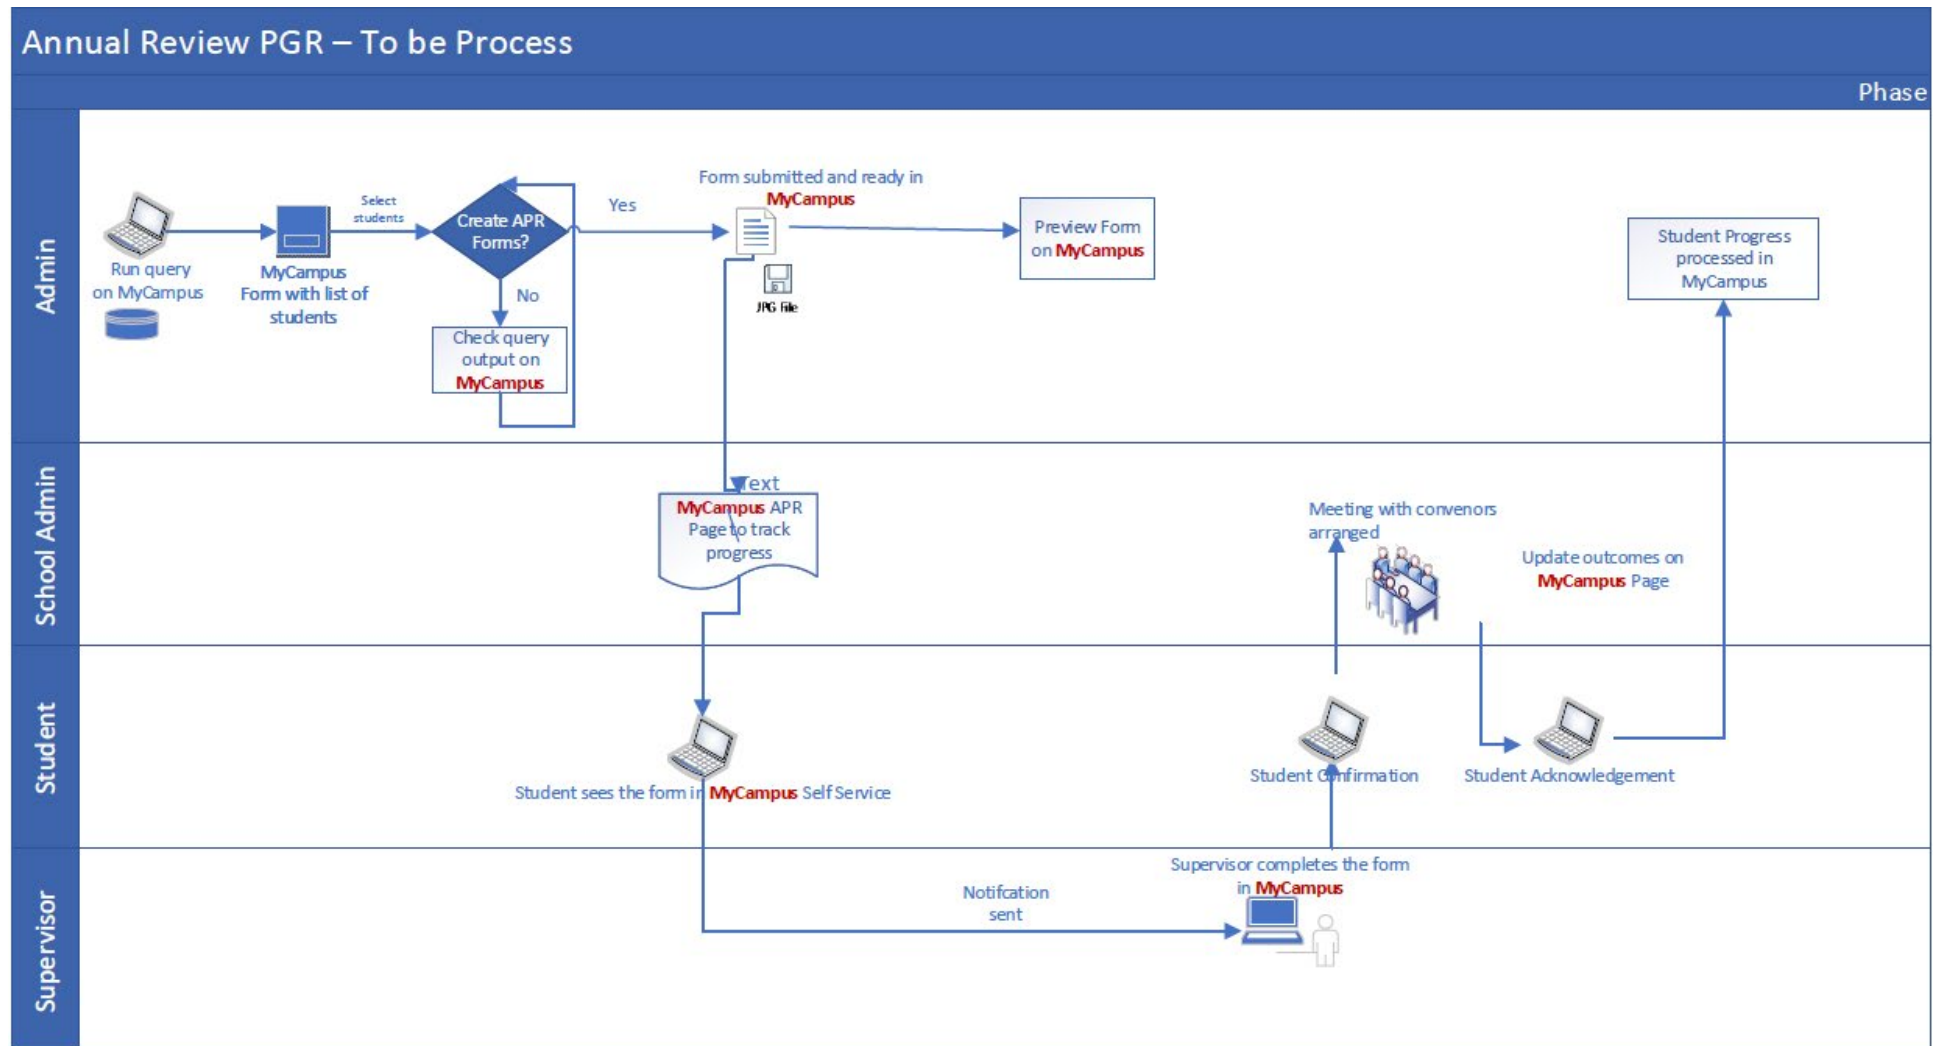 Annual Review PGR – To be Process
Phase
Admin
Run query
on MyCampus
MyCampus
Form with list of
students
Select
students
Create APR
Forms?
Yes
No
Check query
output on
MyCampus
Form submitted and ready in
MyCampus
JPG File
Preview Form
on MyCampus
Student Progress
processed in
MyCampus
School Admin
Text
MyCampus APR
Page to track
progress
Meeting with convenors
arranged
Update outcomes on
MyCampus Page
Student
Student sees the form in MyCampus Self Service
Student Confirmation
Student Acknowledgement
Supervisor
Notifcation
sent
Supervisor completes the form
in MyCampus